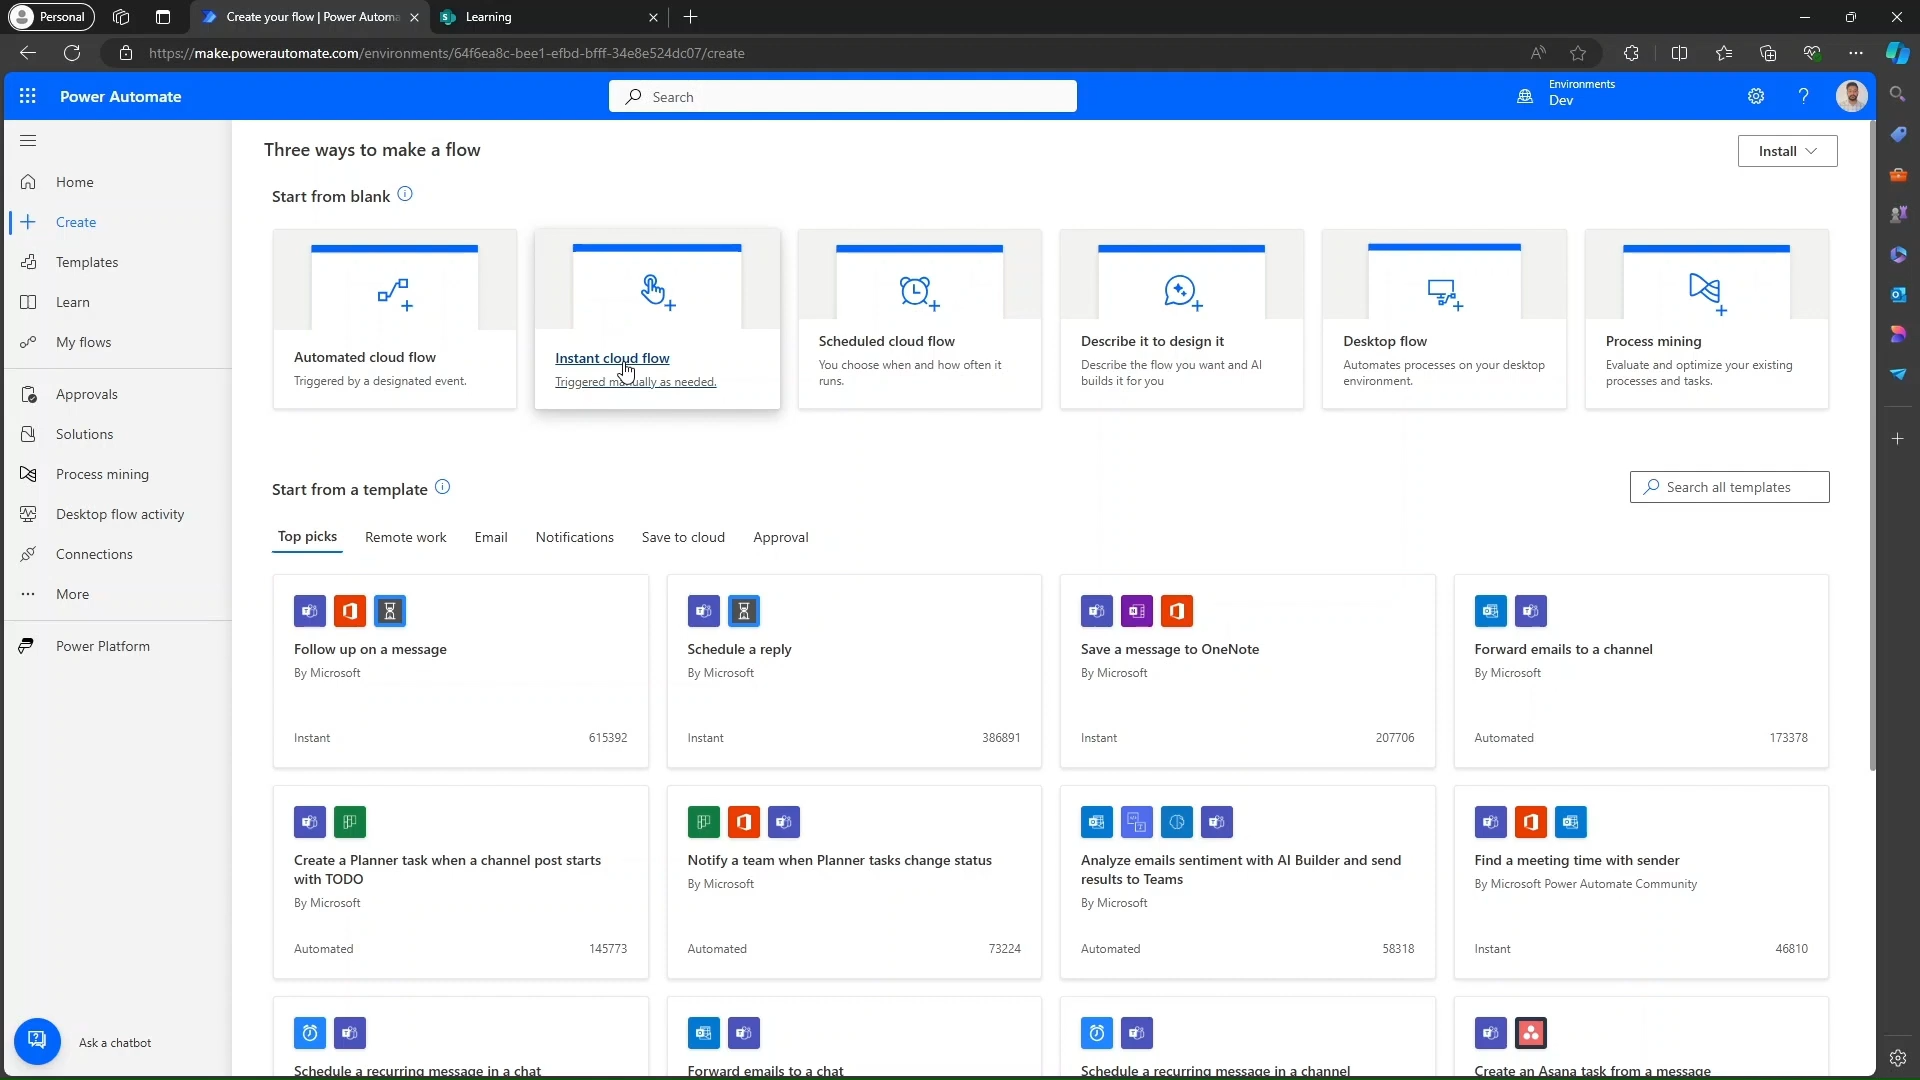 Personal
Create your flow | Power Automa
Learning
https://make.powerautomate.com/environments/64f6ea8c-bee1-efbd-bfff-34e8e524dc07/create
Power Automate
Search
Environments
Dev
Home
Create
Templates
Learn
My flows
Approvals
Solutions
Process mining
Desktop flow activity
Connections
More
Power Platform
Ask a chatbot
Three ways to make a flow
Install
Start from blank
Automated cloud flow
Triggered by a designated event.
Instant cloud flow
Triggered manually as needed.
Scheduled cloud flow
You choose when and how often it
runs.
Describe it to design it
Describe the flow you want and AI
builds it for you
Desktop flow
Automates processes on your desktop
environment.
Process mining
Evaluate and optimize your existing
processes and tasks.
Start from a template
Search all templates
Top picks
Remote work
Email
Notifications
Save to cloud
Approval
Follow up on a message
By Microsoft
Instant
615392
Schedule a reply
By Microsoft
Instant
386891
Save a message to OneNote
By Microsoft
Instant
207706
Forward emails to a channel
By Microsoft
Automated
173378
Create a Planner task when a channel post starts
with TODO
By Microsoft
Automated
145773
Notify a team when Planner tasks change status
By Microsoft
Automated
73224
Analyze emails sentiment with AI Builder and send
results to Teams
By Microsoft
Automated
58318
Find a meeting time with sender
By Microsoft Power Automate Community
Instant
46810
Schedule a recurring message in a chat
Forward emails to a chat
Schedule a recurring message in a channel
Create an Asana task from a message